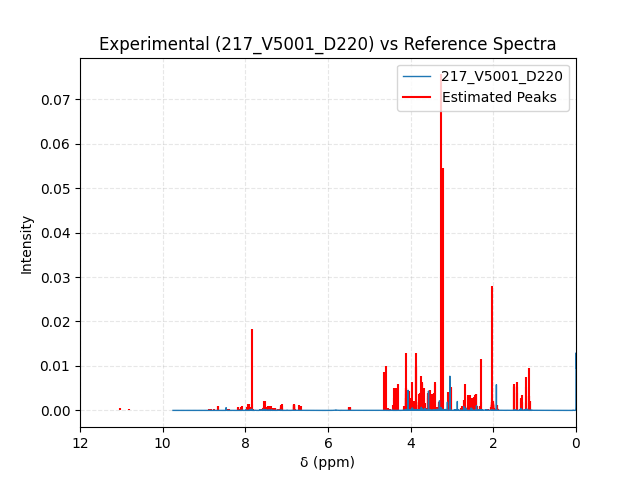 Experimental (217_V5001_D220) vs Reference Spectra
217_V5001_D220
Estimated Peaks
Intensity
0.07
0.06
0.05
0.04
0.03
0.02
0.01
0.00
12 10 8 6 4 2 0
δ (ppm)